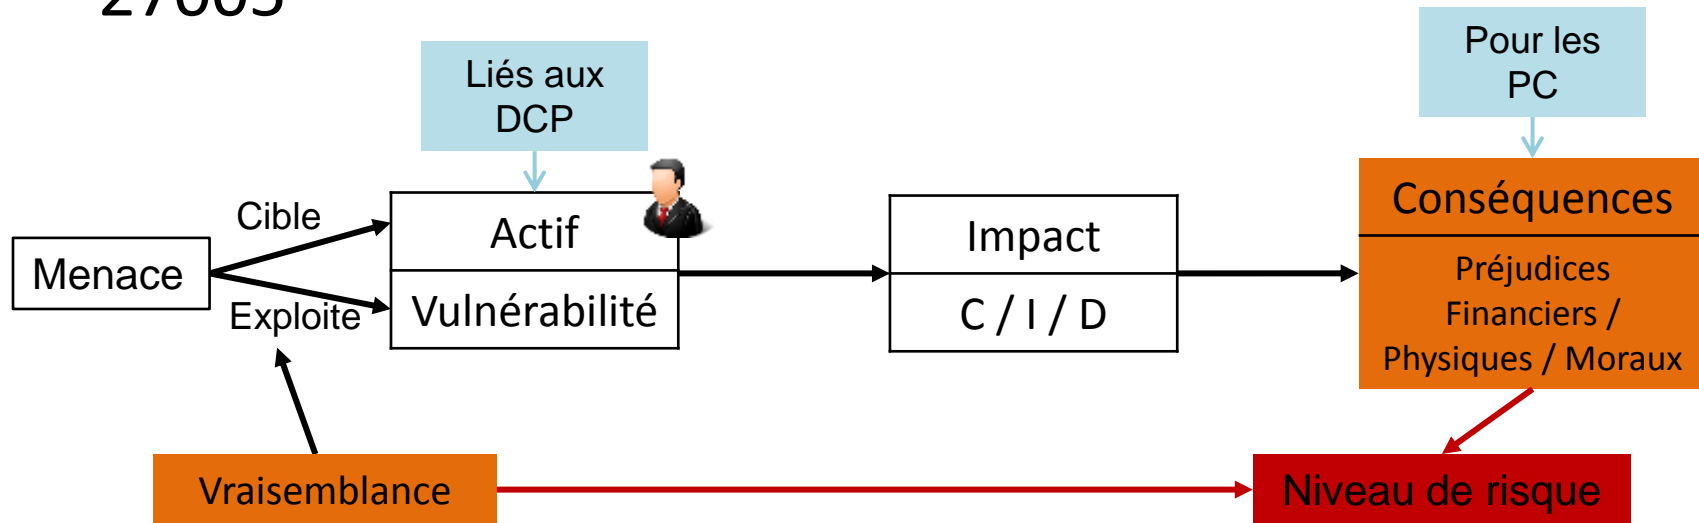 27005
Liés aux
DCP
Pour les
PC
Cible
Menace
Exploite
Actif
Vulnérabilité
Impact
C / I / D
Conséquences
Préjudices
Financiers /
Physiques / Moraux
Vraisemblance
Niveau de risque